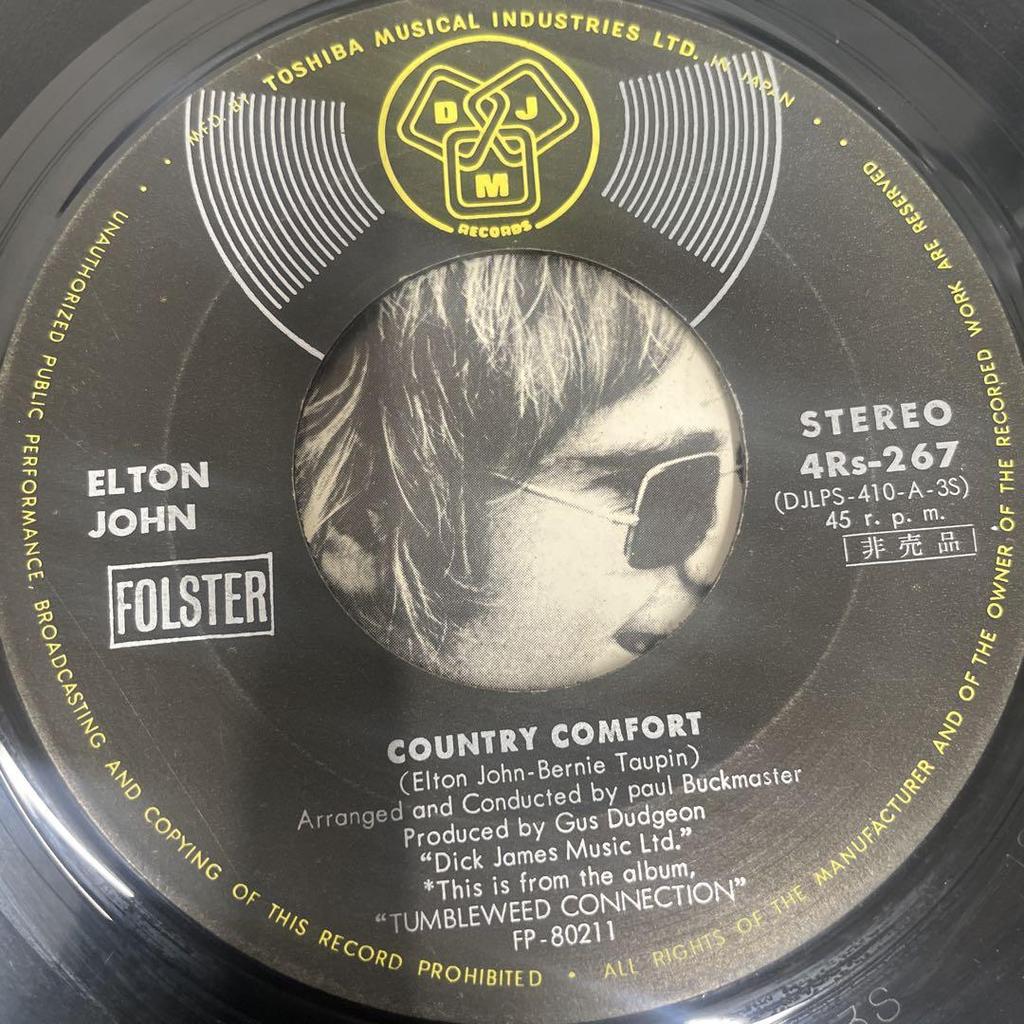 MFD. BY TOSHIBA MUSICAL INDUSTRIES LTD. IN JAPAN
D J
M
RECORDS
ELTON
JOHN
FOLSTER
STEREO
4Rs-267
(DJLPS-410-A-3S)
45 r. p. m.
非売品
COUNTRY COMFORT
(Elton John-Bernie Taupin)
Arranged and Conducted by paul Buckmaster
Produced by Gus Dudgeon
"Dick James Music Ltd."
*This is from the album,
"TUMBLEWEED CONNECTION"
FP-80211
UNAUTHORIZED PUBLIC PERFORMANCE, BROADCASTING AND COPYING OF THIS RECORD PROHIBITED • ALL RIGHTS OF THE MANUFACTURER AND OF THE OWNER OF THE RECORDED WORK ARE RESERVED
3S